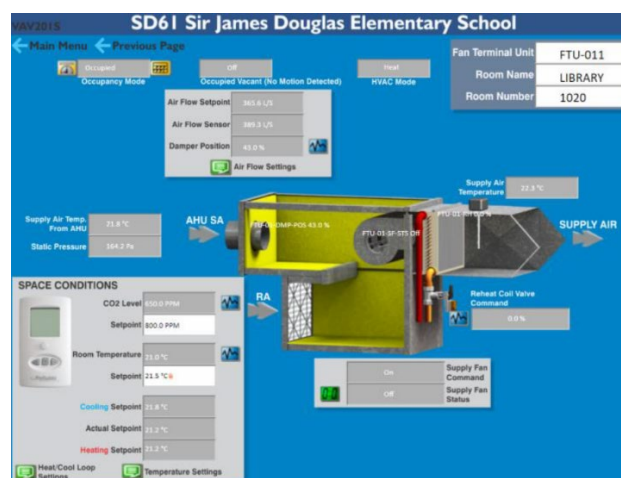 VAV2015
SD61 Sir James Douglas Elementary School
Main Menu
Previous Page
Occupied
Occupancy Mode
Off
Occupied Vacant (No Motion Detected)
Heat
HVAC Mode
Fan Terminal Unit FTU-011
Room Name LIBRARY
Room Number 1020
Air Flow Setpoint
Air Flow Sensor
Damper Position 43.0 %
Air Flow Settings
Supply Air Temperature 22.3 °C
Supply Air Temp. From AHU 21.8 °C
Static Pressure 164.2 Pa
AHU SA
FTU-01-DMP-POS 43.0 %
FTU-01-SF-STS Off
SUPPLY AIR
RA
Reheat Coil Valve Command
0.0 %
SPACE CONDITIONS
CO2 Level 650.0 PPM
Setpoint 800.0 PPM
Room Temperature 21.0 °C
Setpoint 21.5 °C
Cooling Setpoint 21.8 °C
Actual Setpoint 21.2 °C
Heating Setpoint 21.2 °C
Heat/Cool Loop Settings
Temperature Settings
On Supply Fan Command
Off Supply Fan Status